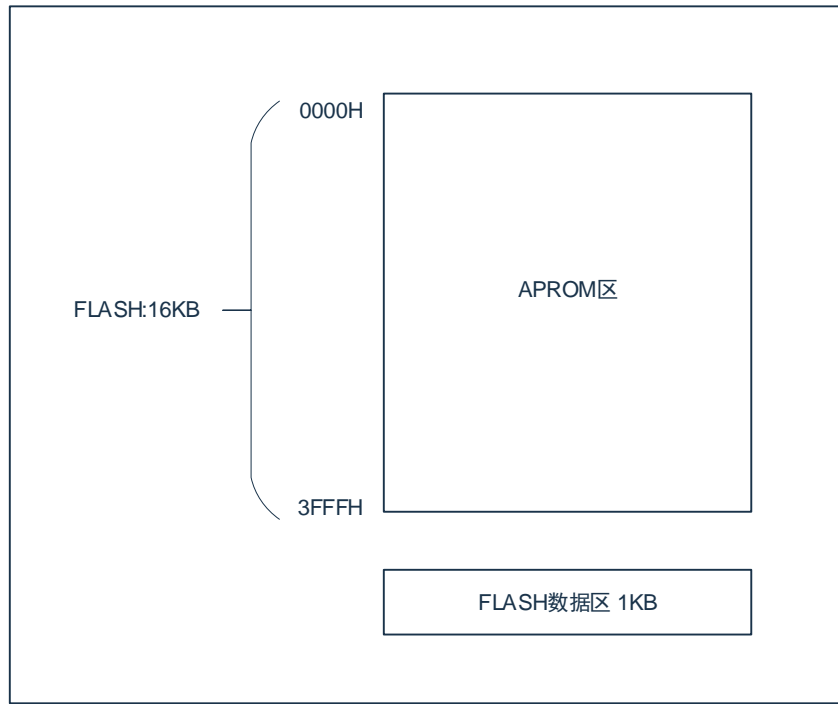 0000H
APROM区
FLASH:16KB
3FFFH
FLASH数据区 1KB